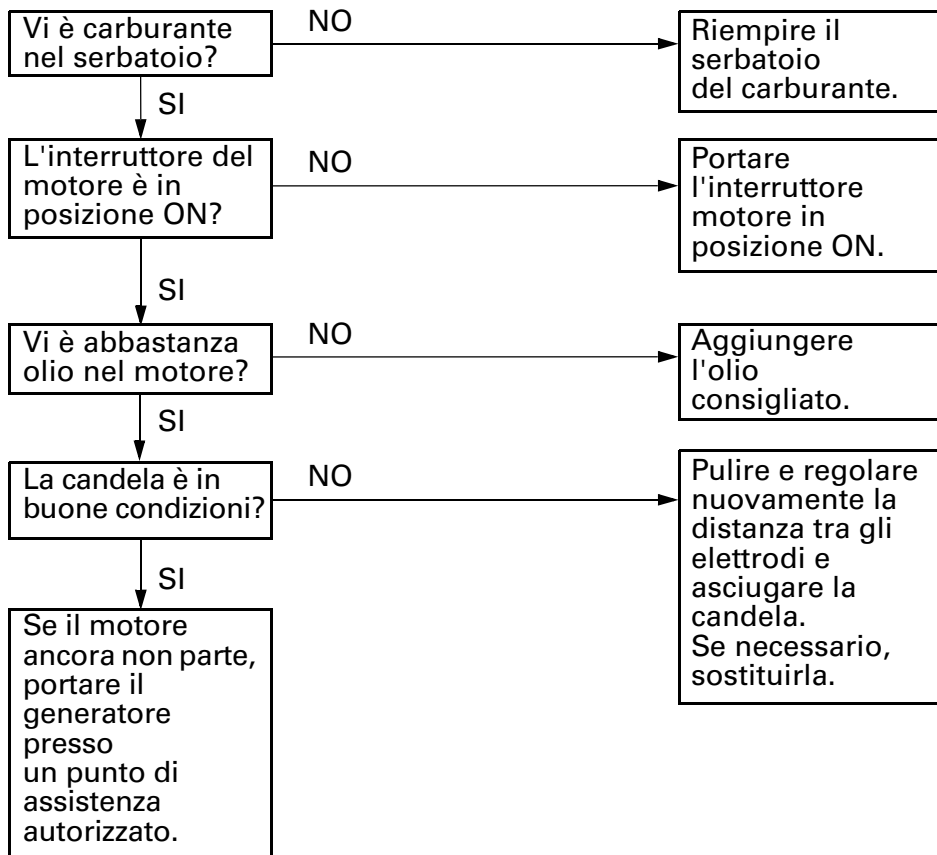 Vi è carburante
nel serbatoio?
NO
Riempire il
serbatoio
del carburante.
SI
L'interruttore del
motore è in
posizione ON?
NO
Portare
l'interruttore
motore in
posizione ON.
SI
Vi è abbastanza
olio nel motore?
NO
Aggiungere
l'olio
consigliato.
SI
La candela è in
buone condizioni?
NO
Pulire e regolare
nuovamente la
distanza tra gli
elettrodi e
asciugare la
candela.
Se necessario,
sostituirla.
SI
Se il motore
ancora non parte,
portare il
generatore
presso
un punto di
assistenza
autorizzato.